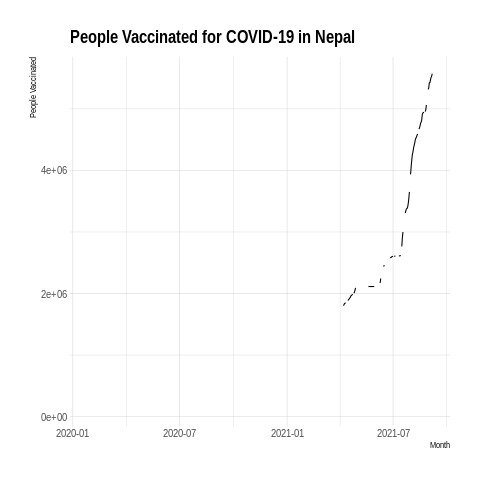 People Vaccinated for COVID-19 in Nepal
People Vaccinated
4e+06
2e+06
0e+00
2020-01 2020-07 2021-01 2021-07
Month